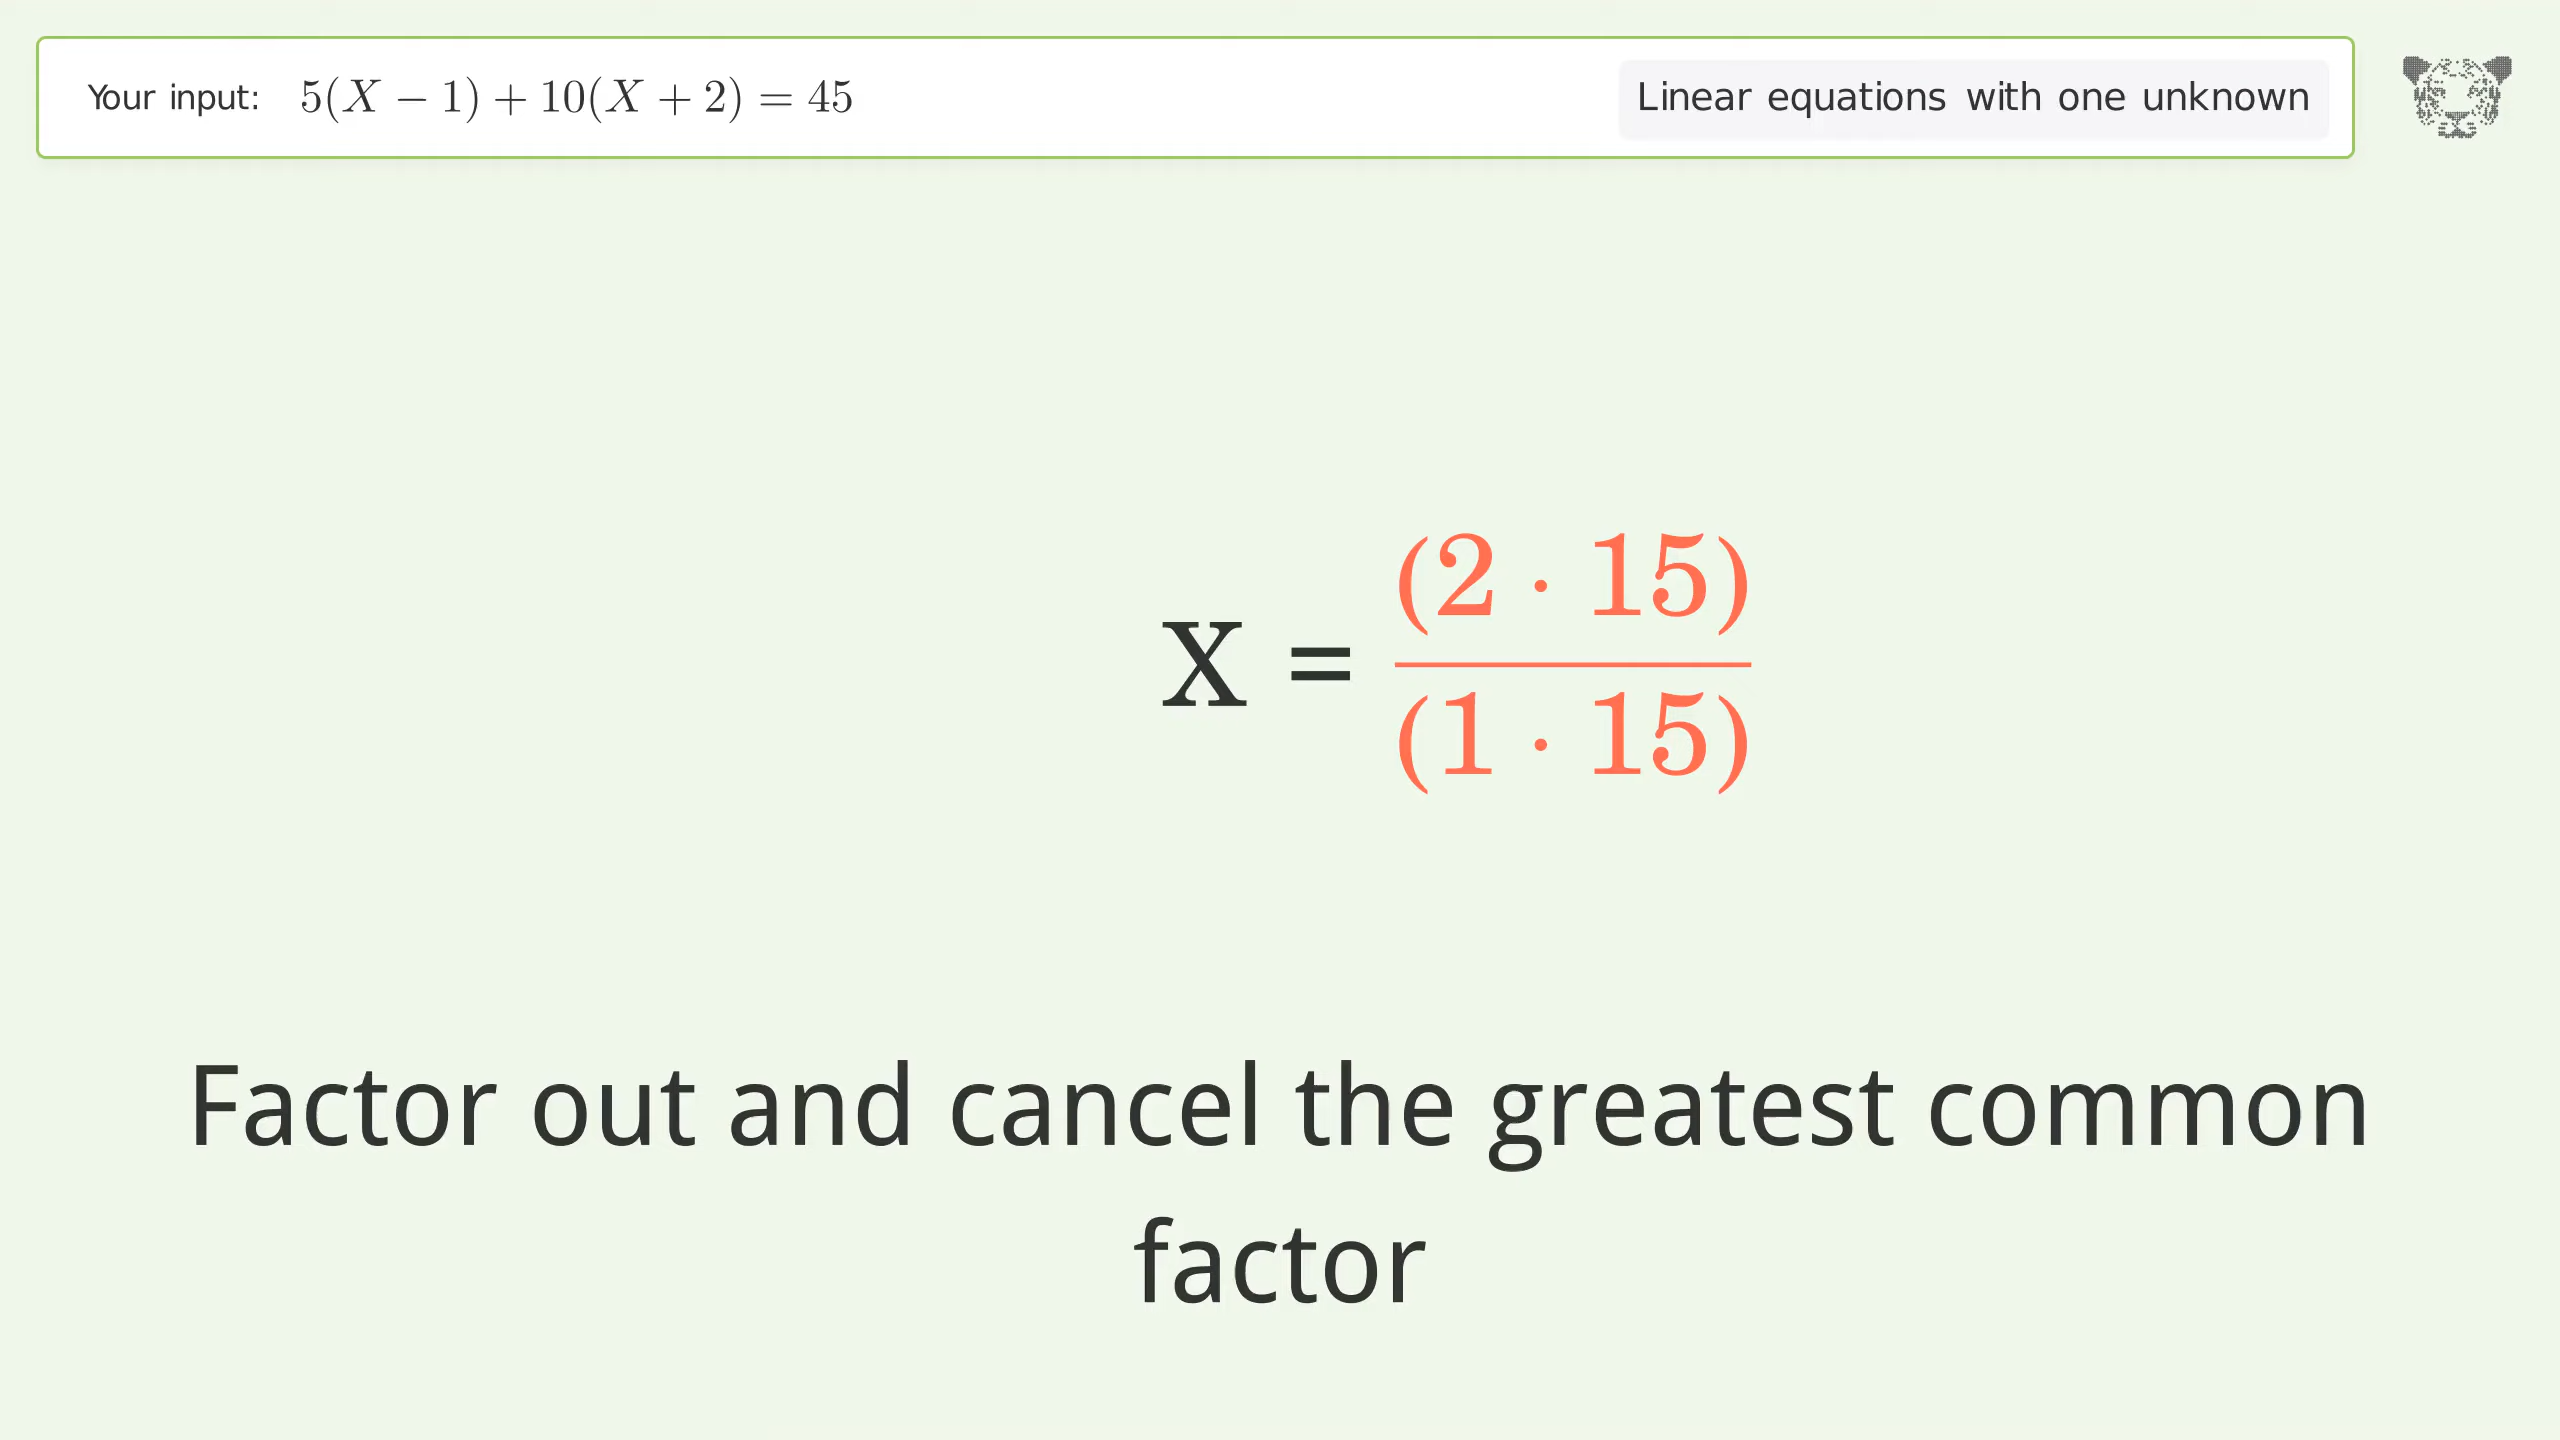 Your input: 5(X − 1) + 10(X + 2) = 45
Linear equations with one unknown
x = (2 · 15) / (1 · 15)
Factor out and cancel the greatest common
factor